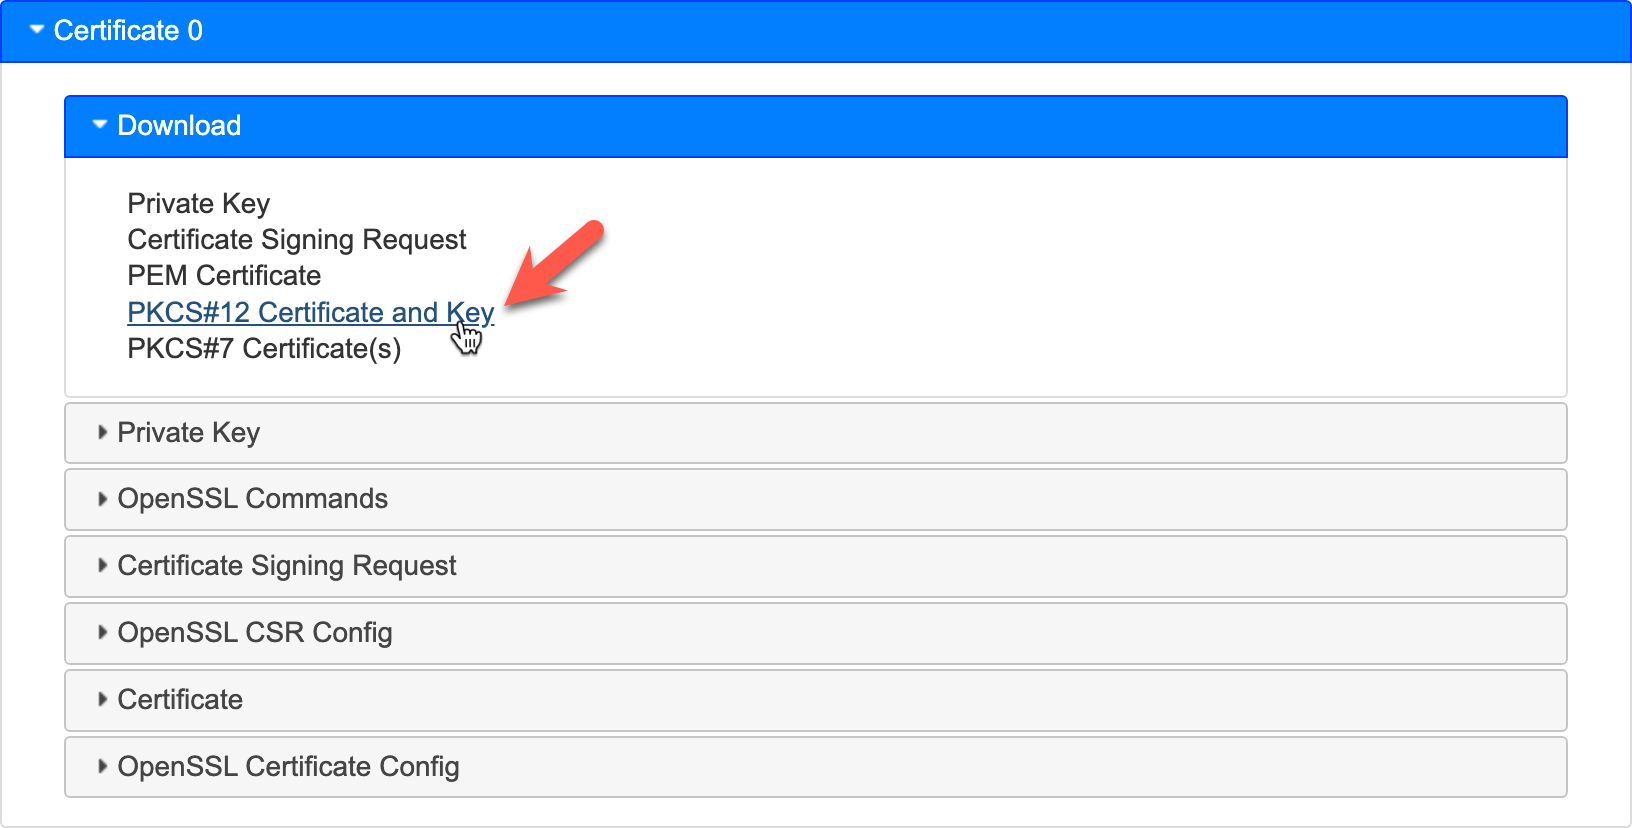 Certificate 0
Download
Private Key
Certificate Signing Request
PEM Certificate
PKCS#12 Certificate and Key
PKCS#7 Certificate(s)
Private Key
OpenSSL Commands
Certificate Signing Request
OpenSSL CSR Config
Certificate
OpenSSL Certificate Config